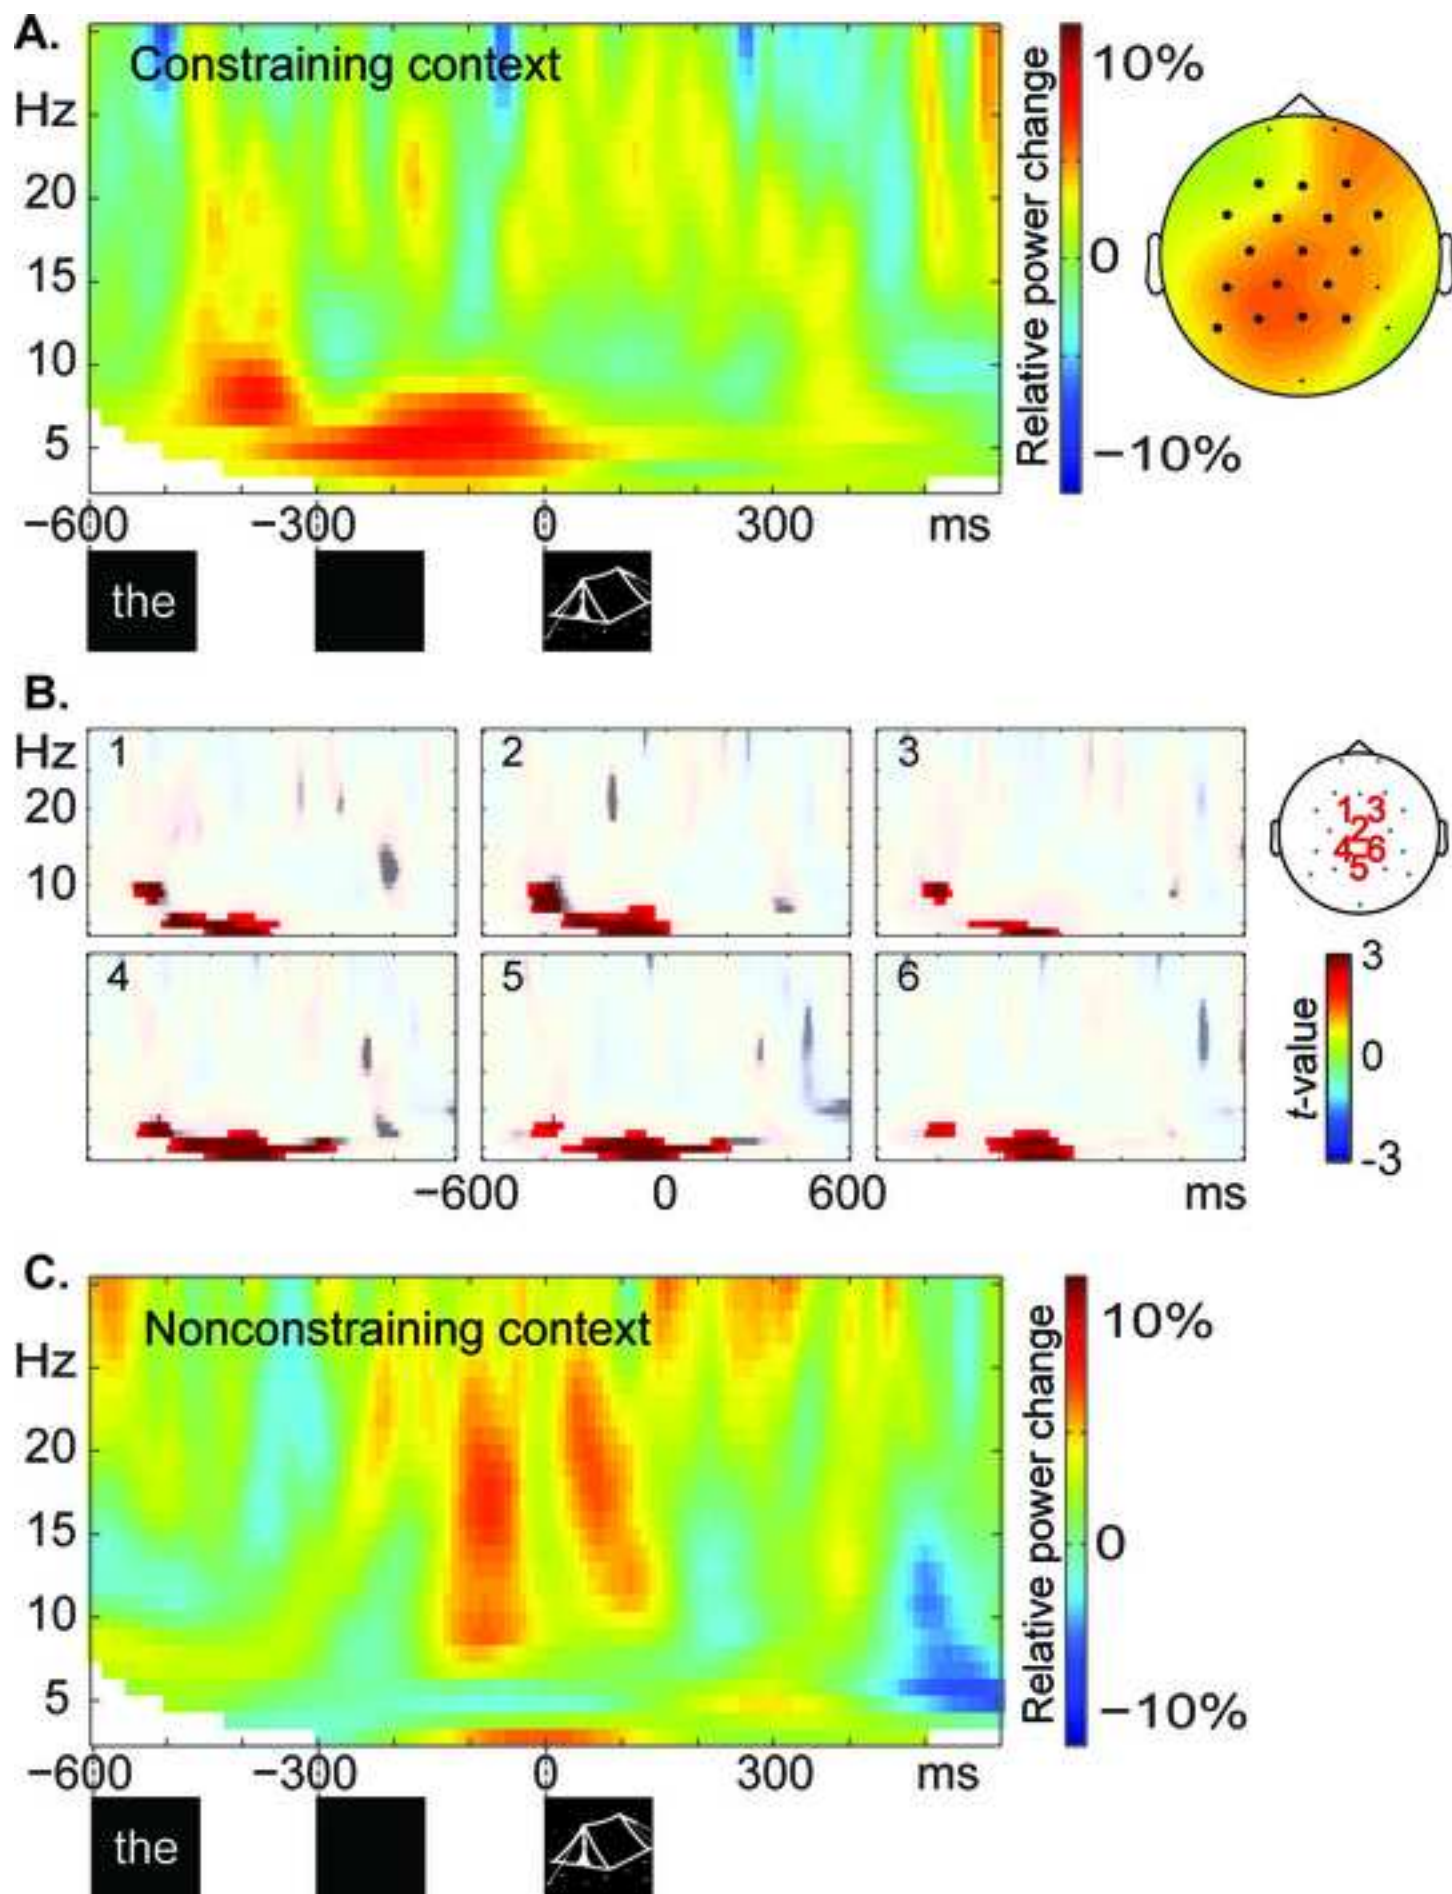 A.
Constraining context
Hz
20
15
10
5
−600 −300 0 300 ms
the
Relative power change
10%
0
−10%
B.
Hz
20
10
1 2 3
4 5 6
−600 0 600 ms
1 3
2
4 6
5
t-value
3
0
-3
C.
Nonconstraining context
Hz
20
15
10
5
−600 −300 0 300 ms
the
Relative power change
10%
0
−10%